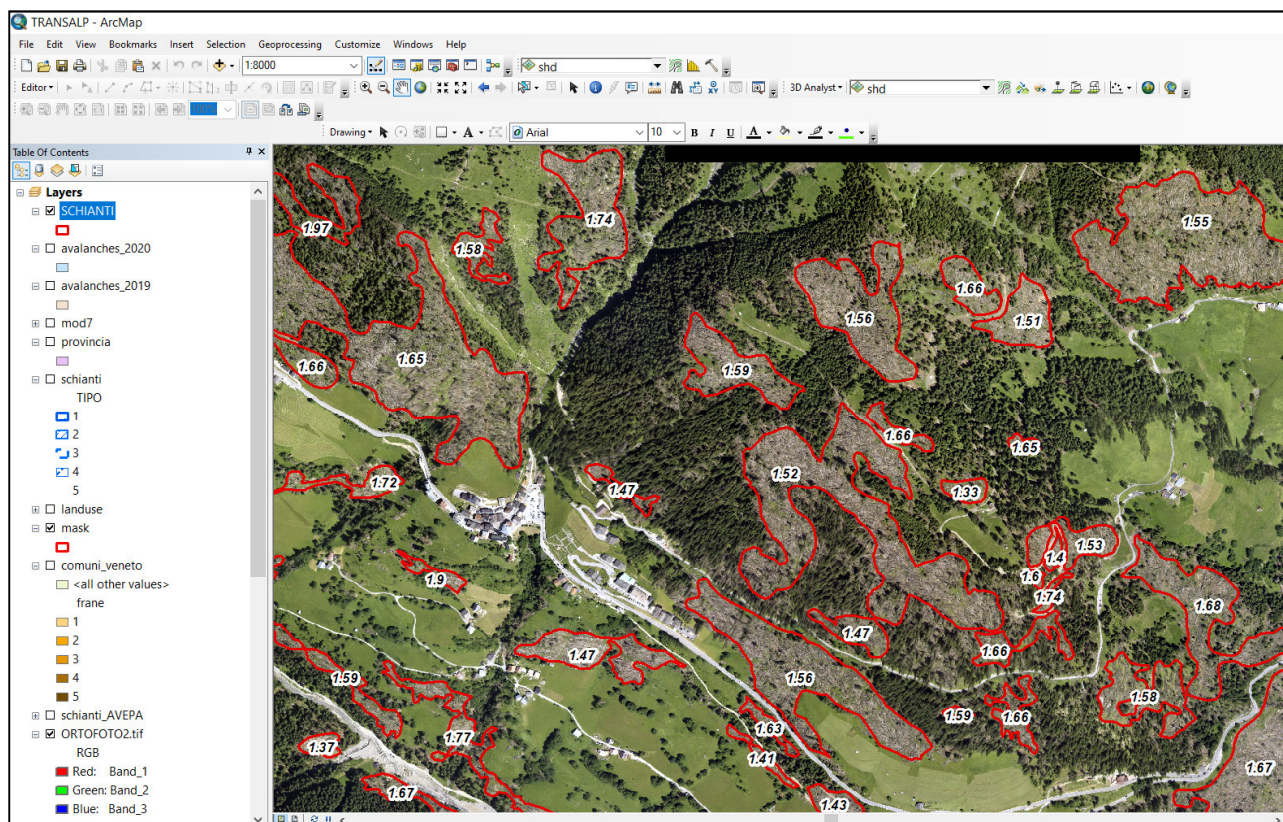 TRANSALP - ArcMap
File Edit View Bookmarks Insert Selection Geoprocessing Customize Windows Help
1:8000 shd
Editor 3D Analyst shd
100%
Drawing Arial 10 B I U A
Table Of Contents
Layers
SCHIANTI
avalanches_2020
avalanches_2019
mod7
provincia
schianti
TIPO
1
2
3
4
5
landuse
mask
comuni_veneto
<all other values>
frane
1
2
3
4
5
schianti_AVEPA
ORTOFOTO2.tif
RGB
Red: Band_1
Green: Band_2
Blue: Band_3
1.97
1.58
1.74
1.55
1.66
1.56
1.51
1.65
1.66
1.59
1.66
1.65
1.52
1.72
1.47
1.33
1.53
1.4
1.6
1.9
1.74
1.68
1.47
1.66
1.47
1.59
1.56
1.58
1.59
1.66
1.63
1.77
1.37
1.41
1.67
1.67
1.43